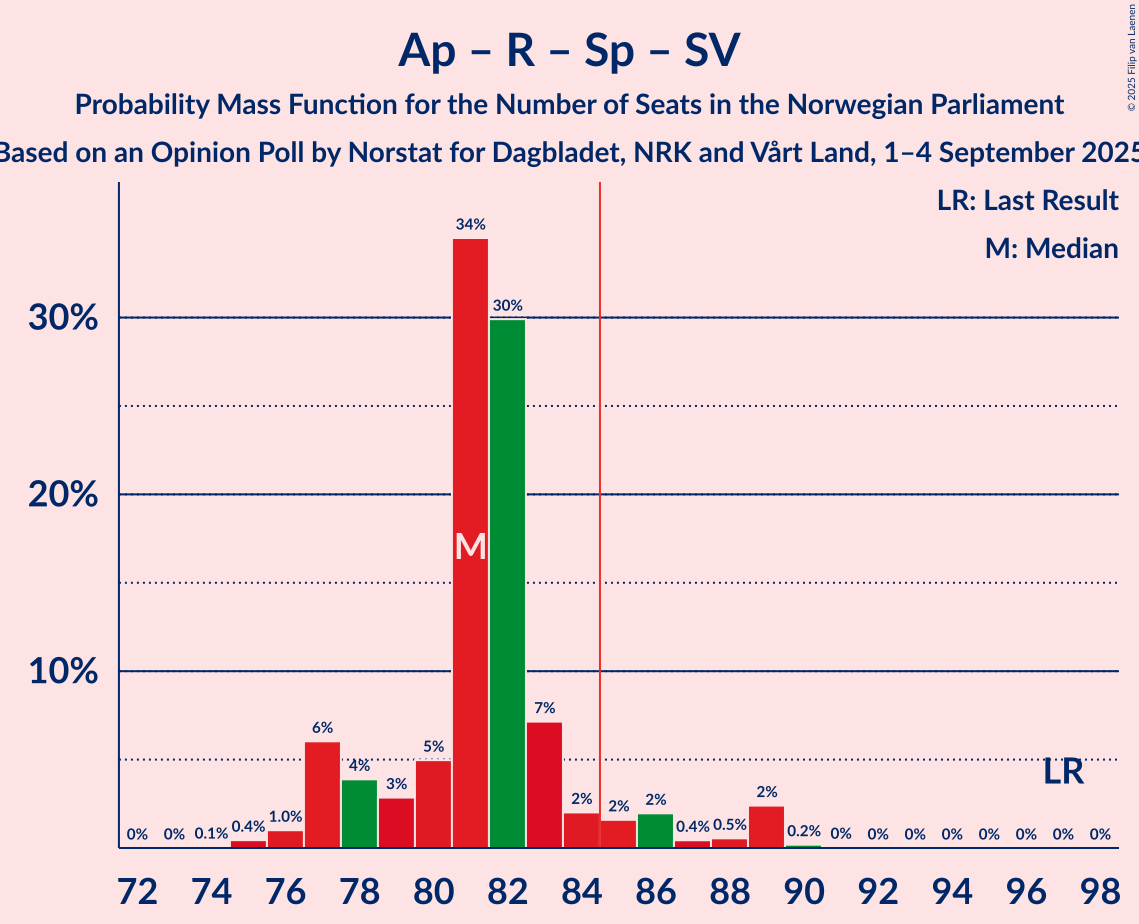 Ap – R – Sp – SV
Probability Mass Function for the Number of Seats in the Norwegian Parliament
Based on an Opinion Poll by Norstat for Dagbladet, NRK and Vårt Land, 1–4 September 2025
© 2025 Filip van Laenen
LR: Last Result
M: Median
34%
30%
30%
20%
M
10%
7%
6%
5%
4%
3%
2%
2%
2%
2%
LR
0% 0% 0.1% 0.4% 1.0% 0.4% 0.5% 0.2% 0% 0% 0% 0% 0% 0% 0% 0%
72 74 76 78 80 82 84 86 88 90 92 94 96 98